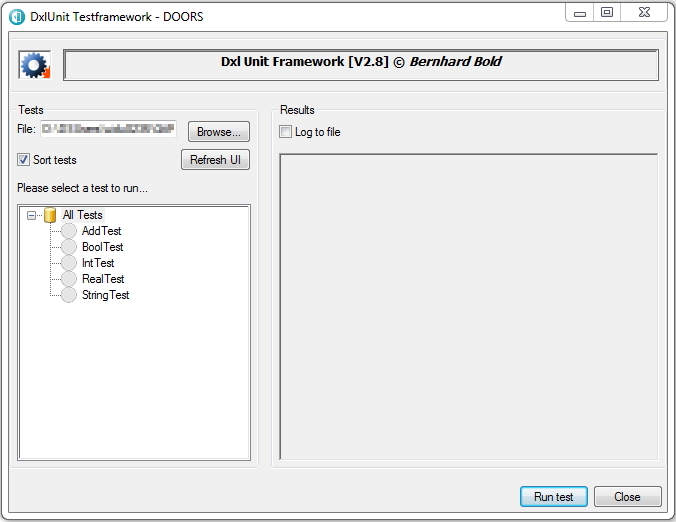 DxlUnit Testframework - DOORS
Dxl Unit Framework [V2.8] © Bernhard Bold
Tests
File:
Browse...
Sort tests
Refresh UI
Please select a test to run...
All Tests
AddTest
BoolTest
IntTest
RealTest
StringTest
Results
Log to file
Run test
Close